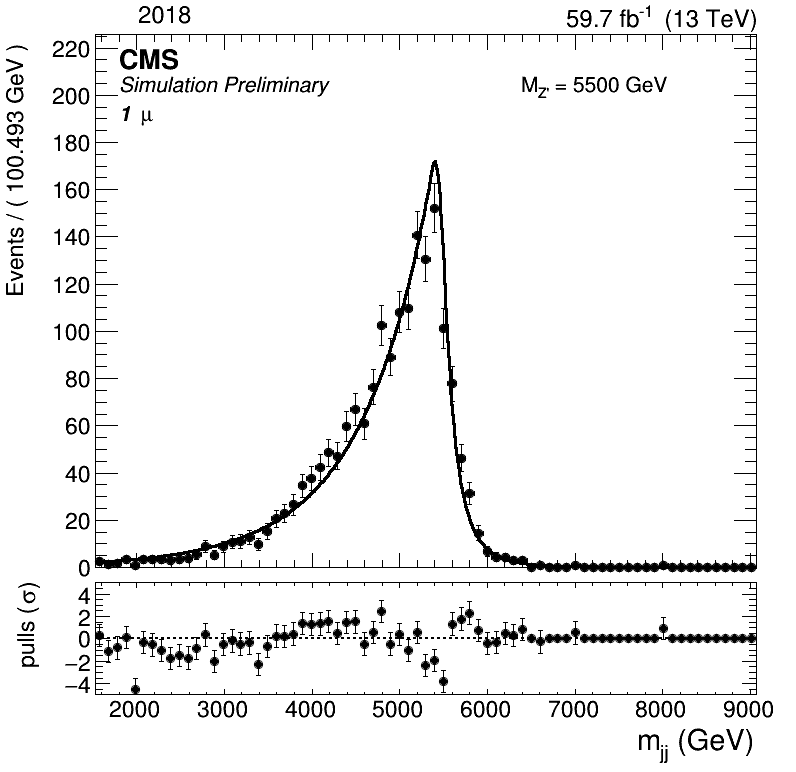 2018 59.7 fb⁻¹ (13 TeV)
CMS
Simulation Preliminary
M_Z' = 5500 GeV
1 μ
Events / ( 100.493 GeV )
220
200
180
160
140
120
100
80
60
40
20
0
pulls (σ)
4
2
0
−2
−4
2000 3000 4000 5000 6000 7000 8000 9000
m_jj (GeV)